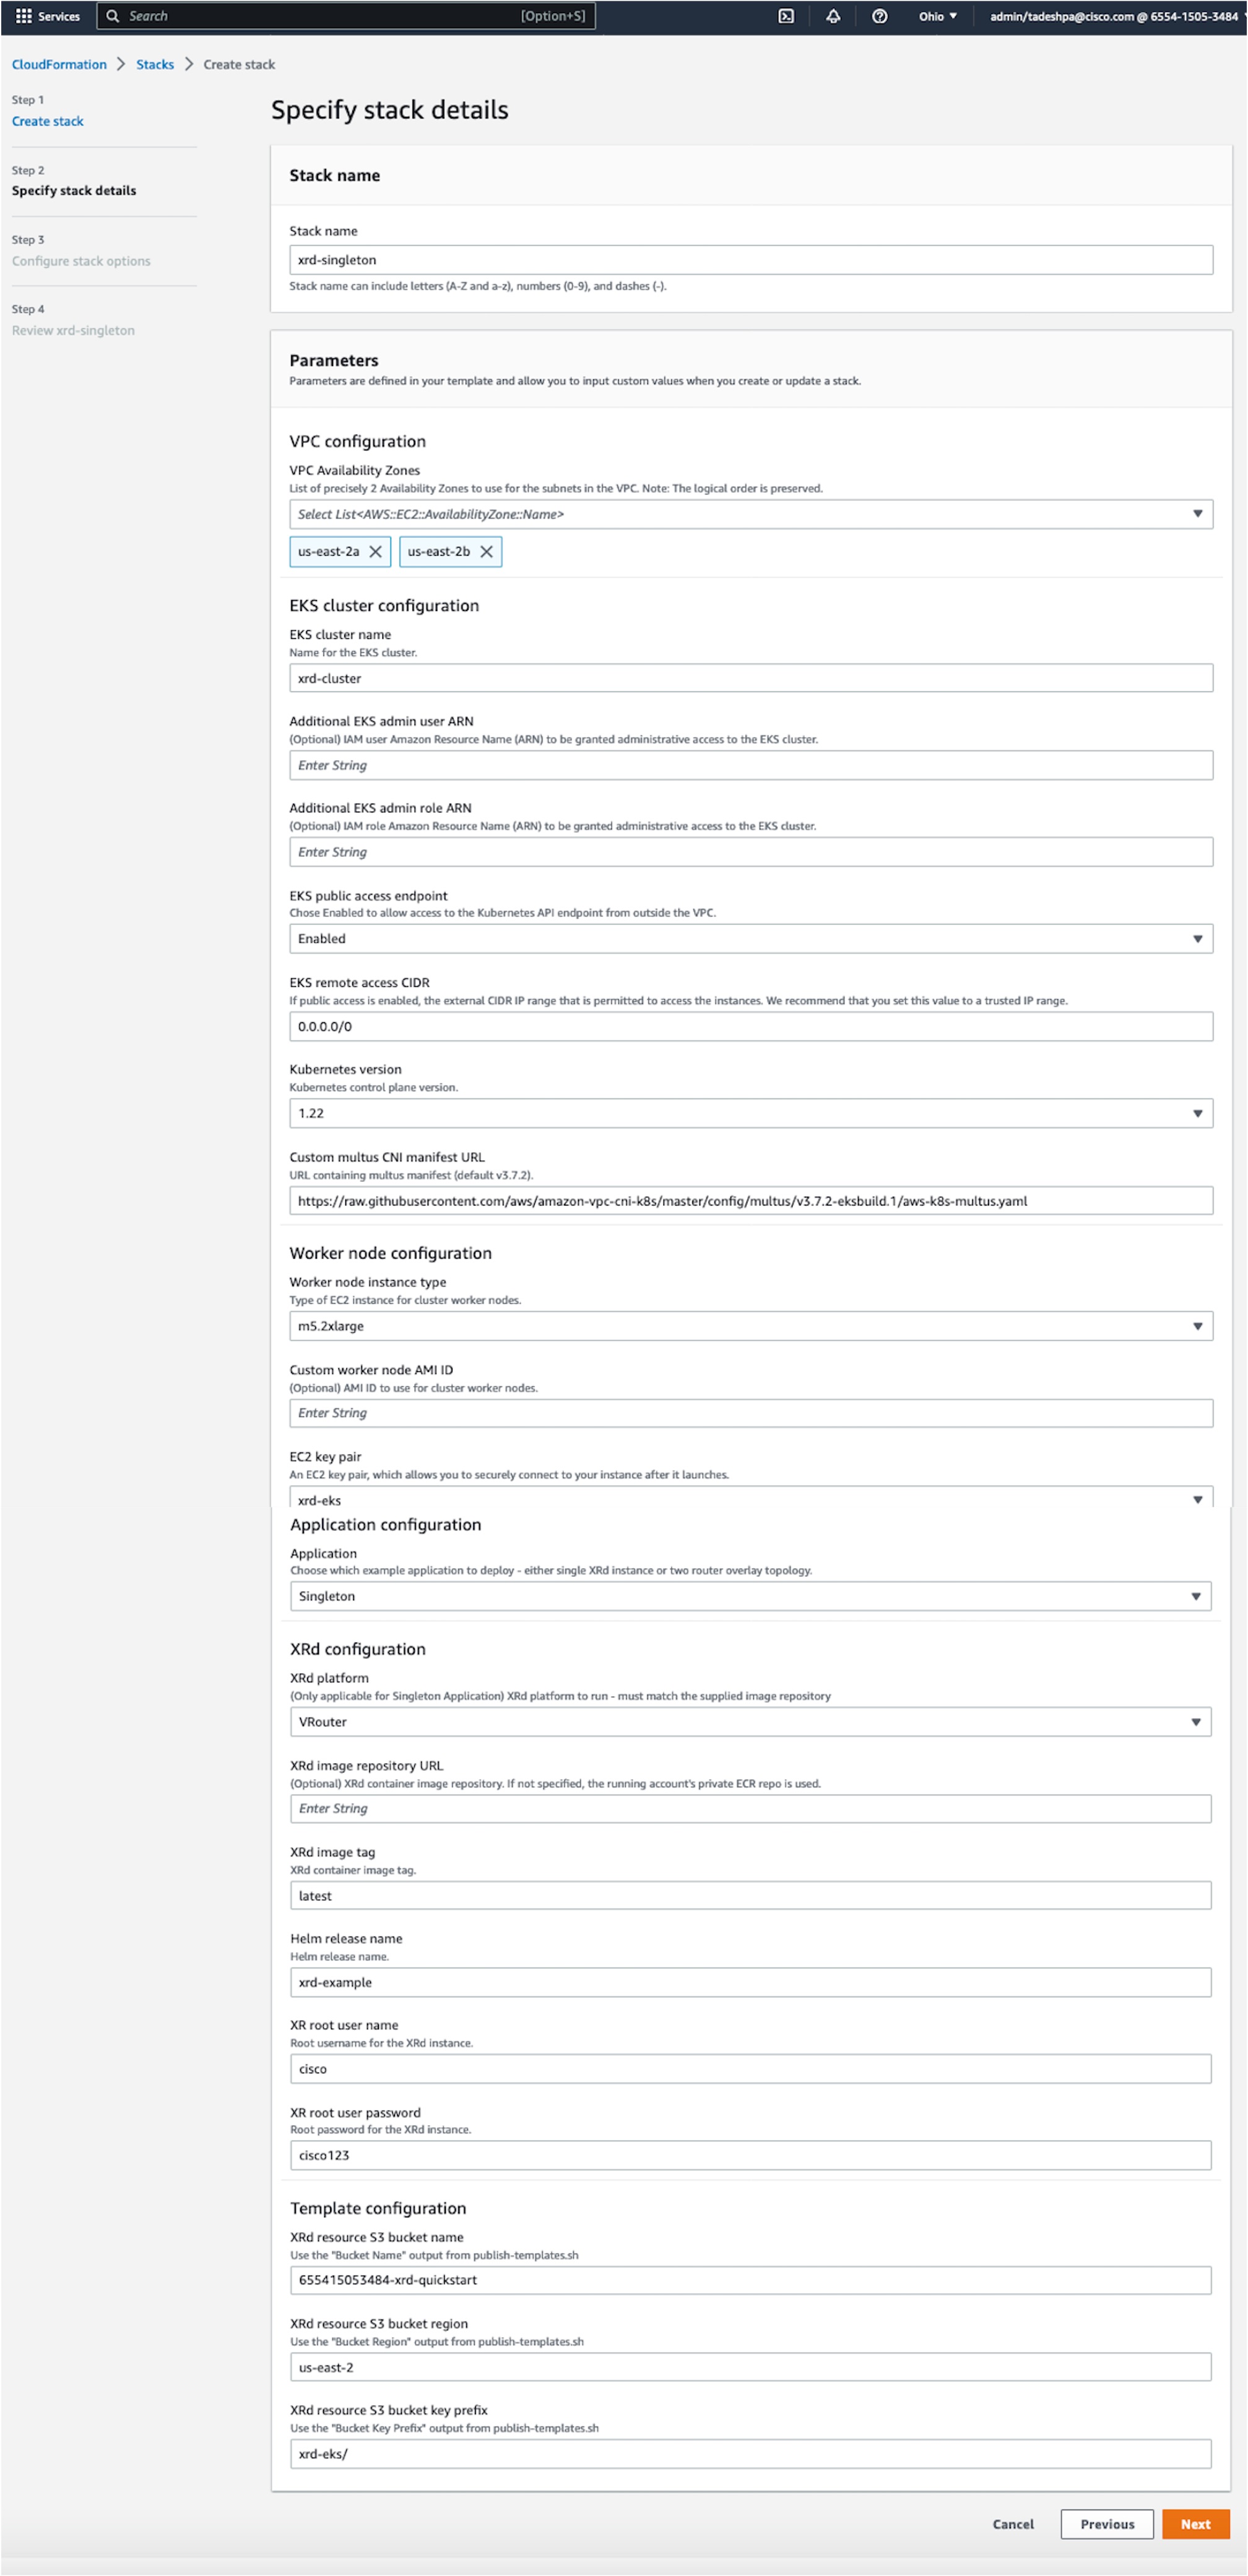 Services Search [Option+S] Ohio admin/tadeshpa@cisco.com @ 6554-1505-3484
CloudFormation Stacks Create stack
Step 1
Create stack
Step 2
Specify stack details
Step 3
Configure stack options
Step 4
Review xrd-singleton
Specify stack details
Stack name
Stack name
xrd-singleton
Stack name can include letters (A-Z and a-z), numbers (0-9), and dashes (-).
Parameters
Parameters are defined in your template and allow you to input custom values when you create or update a stack.
VPC configuration
VPC Availability Zones
List of precisely 2 Availability Zones to use for the subnets in the VPC. Note: The logical order is preserved.
Select List<AWS::EC2::AvailabilityZone::Name>
us-east-2a us-east-2b
EKS cluster configuration
EKS cluster name
Name for the EKS cluster.
xrd-cluster
Additional EKS admin user ARN
(Optional) IAM user Amazon Resource Name (ARN) to be granted administrative access to the EKS cluster.
Enter String
Additional EKS admin role ARN
(Optional) IAM role Amazon Resource Name (ARN) to be granted administrative access to the EKS cluster.
Enter String
EKS public access endpoint
Chose Enabled to allow access to the Kubernetes API endpoint from outside the VPC.
Enabled
EKS remote access CIDR
If public access is enabled, the external CIDR IP range that is permitted to access the instances. We recommend that you set this value to a trusted IP range.
0.0.0.0/0
Kubernetes version
Kubernetes control plane version.
1.22
Custom multus CNI manifest URL
URL containing multus manifest (default v3.7.2).
https://raw.githubusercontent.com/aws/amazon-vpc-cni-k8s/master/config/multus/v3.7.2-eksbuild.1/aws-k8s-multus.yaml
Worker node configuration
Worker node instance type
Type of EC2 instance for cluster worker nodes.
m5.2xlarge
Custom worker node AMI ID
(Optional) AMI ID to use for cluster worker nodes.
Enter String
EC2 key pair
An EC2 key pair, which allows you to securely connect to your instance after it launches.
xrd-eks
Application configuration
Application
Choose which example application to deploy - either single XRd instance or two router overlay topology.
Singleton
XRd configuration
XRd platform
(Only applicable for Singleton Application) XRd platform to run - must match the supplied image repository
VRouter
XRd image repository URL
(Optional) XRd container image repository. If not specified, the running account's private ECR repo is used.
Enter String
XRd image tag
XRd container image tag.
latest
Helm release name
Helm release name.
xrd-example
XR root user name
Root username for the XRd instance.
cisco
XR root user password
Root password for the XRd instance.
cisco123
Template configuration
XRd resource S3 bucket name
Use the "Bucket Name" output from publish-templates.sh
655415053484-xrd-quickstart
XRd resource S3 bucket region
Use the "Bucket Region" output from publish-templates.sh
us-east-2
XRd resource S3 bucket key prefix
Use the "Bucket Key Prefix" output from publish-templates.sh
xrd-eks/
Cancel Previous Next